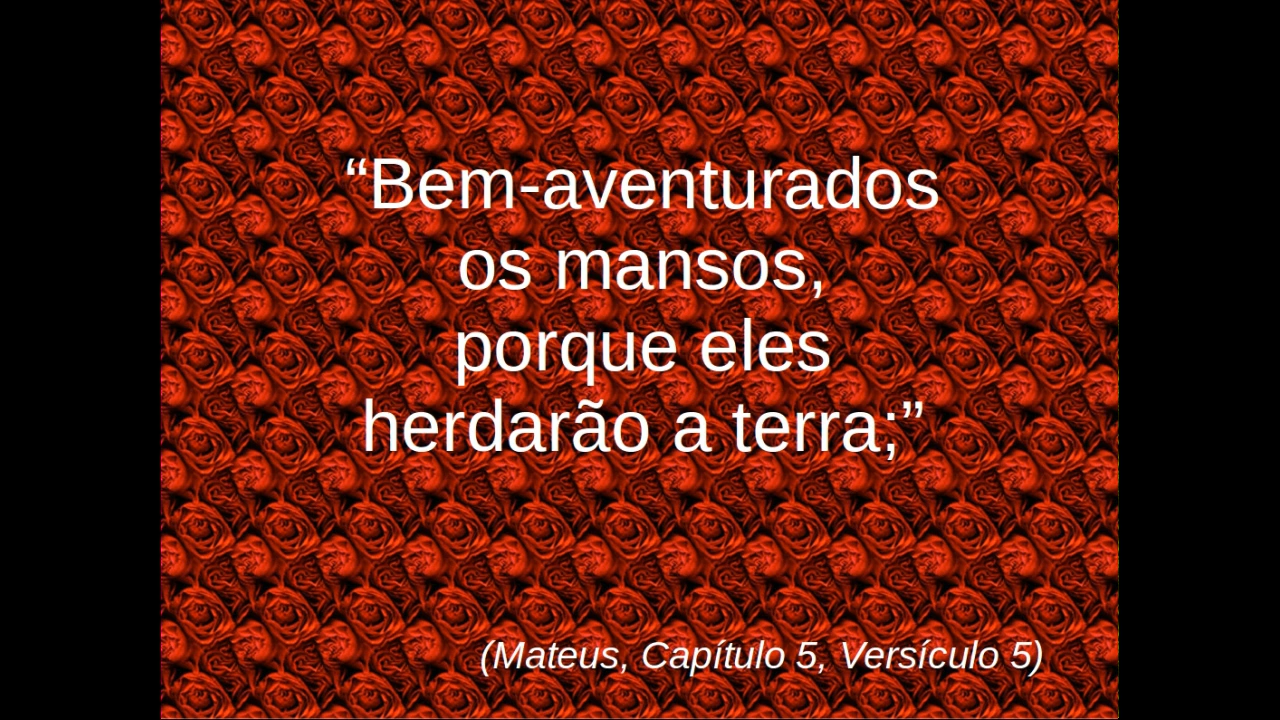 “Bem-aventurados
os mansos,
porque eles
herdarão a terra;”
(Mateus, Capítulo 5, Versículo 5)